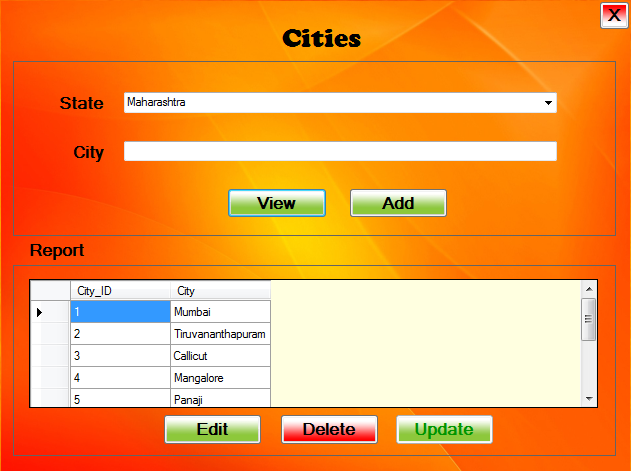 X
Cities
State Maharashtra
City
View Add
Report
City_ID City
1 Mumbai
2 Tiruvananthapuram
3 Callicut
4 Mangalore
5 Panaji
Edit Delete Update